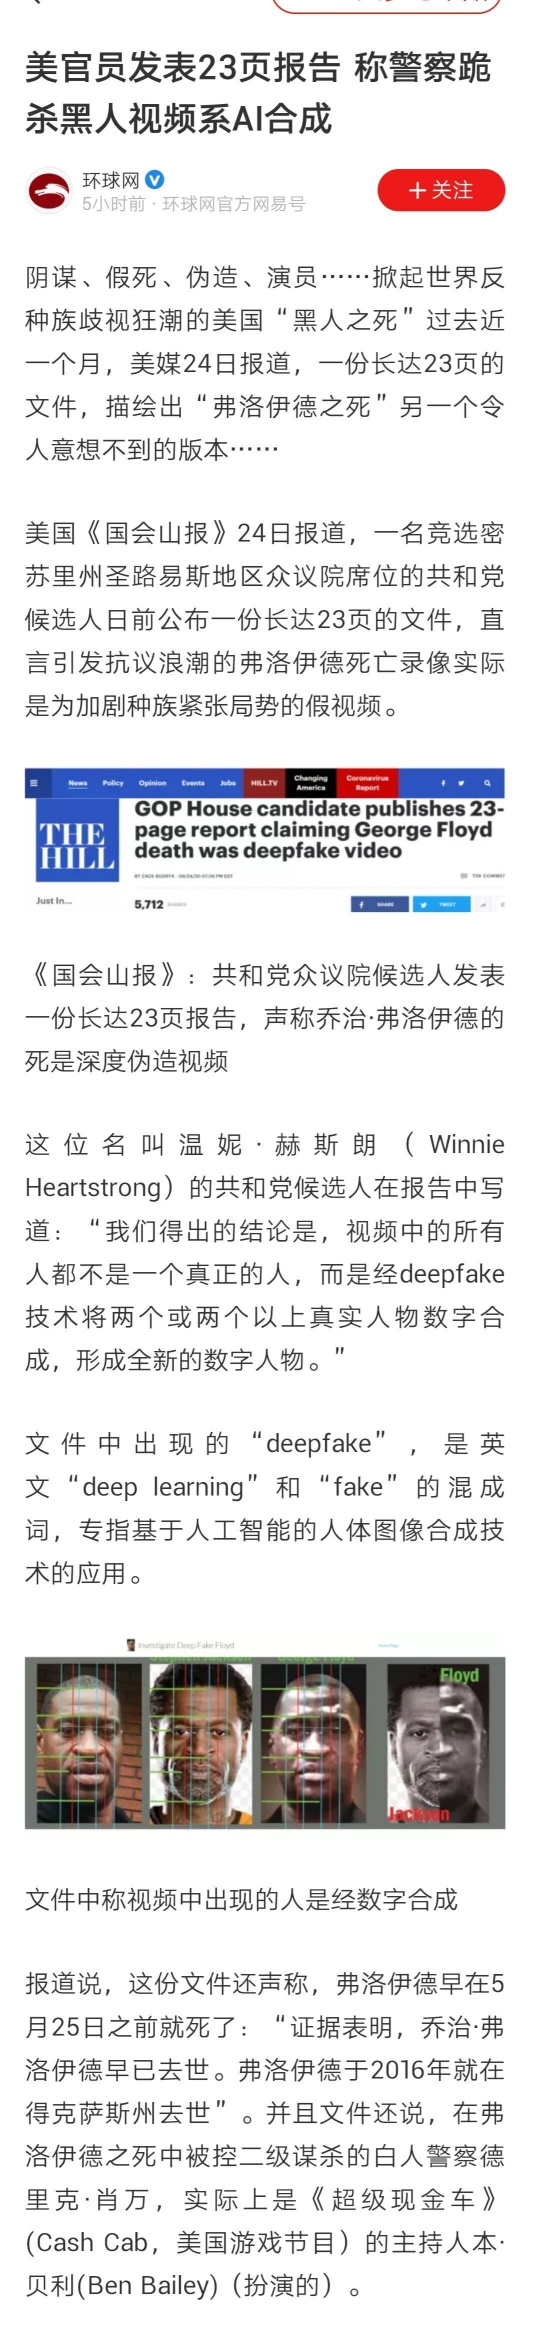 美官员发表23页报告 称警察跪
杀黑人视频系AI合成
环球网
5小时前 · 环球网官方网易号
+ 关注
阴谋、假死、伪造、演员……掀起世界反
种族歧视狂潮的美国“黑人之死”过去近
一个月，美媒24日报道，一份长达23页的
文件，描绘出“弗洛伊德之死”另一个令
人意想不到的版本……
美国《国会山报》24日报道，一名竞选密
苏里州圣路易斯地区众议院席位的共和党
候选人日前公布一份长达23页的文件，直
言引发抗议浪潮的弗洛伊德死亡录像实际
是为加剧种族紧张局势的假视频。
News Policy Opinion Events Jobs HILL.TV Changing America Coronavirus Report
THE HILL
GOP House candidate publishes 23-
page report claiming George Floyd
death was deepfake video
BY ZACK BUDRYK - 06/24/20 07:36 PM EDT
Just In...
5,712 SHARES
SHARE
TWEET
《国会山报》：共和党众议院候选人发表
一份长达23页报告，声称乔治·弗洛伊德的
死是深度伪造视频
这位名叫温妮·赫斯朗（Winnie
Heartstrong）的共和党候选人在报告中写
道：“我们得出的结论是，视频中的所有
人都不是一个真正的人，而是经deepfake
技术将两个或两个以上真实人物数字合
成，形成全新的数字人物。”
文件中出现的“deepfake”，是英
文“deep learning”和“fake”的混成
词，专指基于人工智能的人体图像合成技
术的应用。
Investigate Deep Fake Floyd
Stephen Jackson
George Floyd
Floyd
Jackson
文件中称视频中出现的人是经数字合成
报道说，这份文件还声称，弗洛伊德早在5
月25日之前就死了：“证据表明，乔治·弗
洛伊德早已去世。弗洛伊德于2016年就在
得克萨斯州去世”。并且文件还说，在弗
洛伊德之死中被控二级谋杀的白人警察德
里克·肖万，实际上是《超级现金车》
(Cash Cab，美国游戏节目）的主持人本·
贝利(Ben Bailey)（扮演的）。